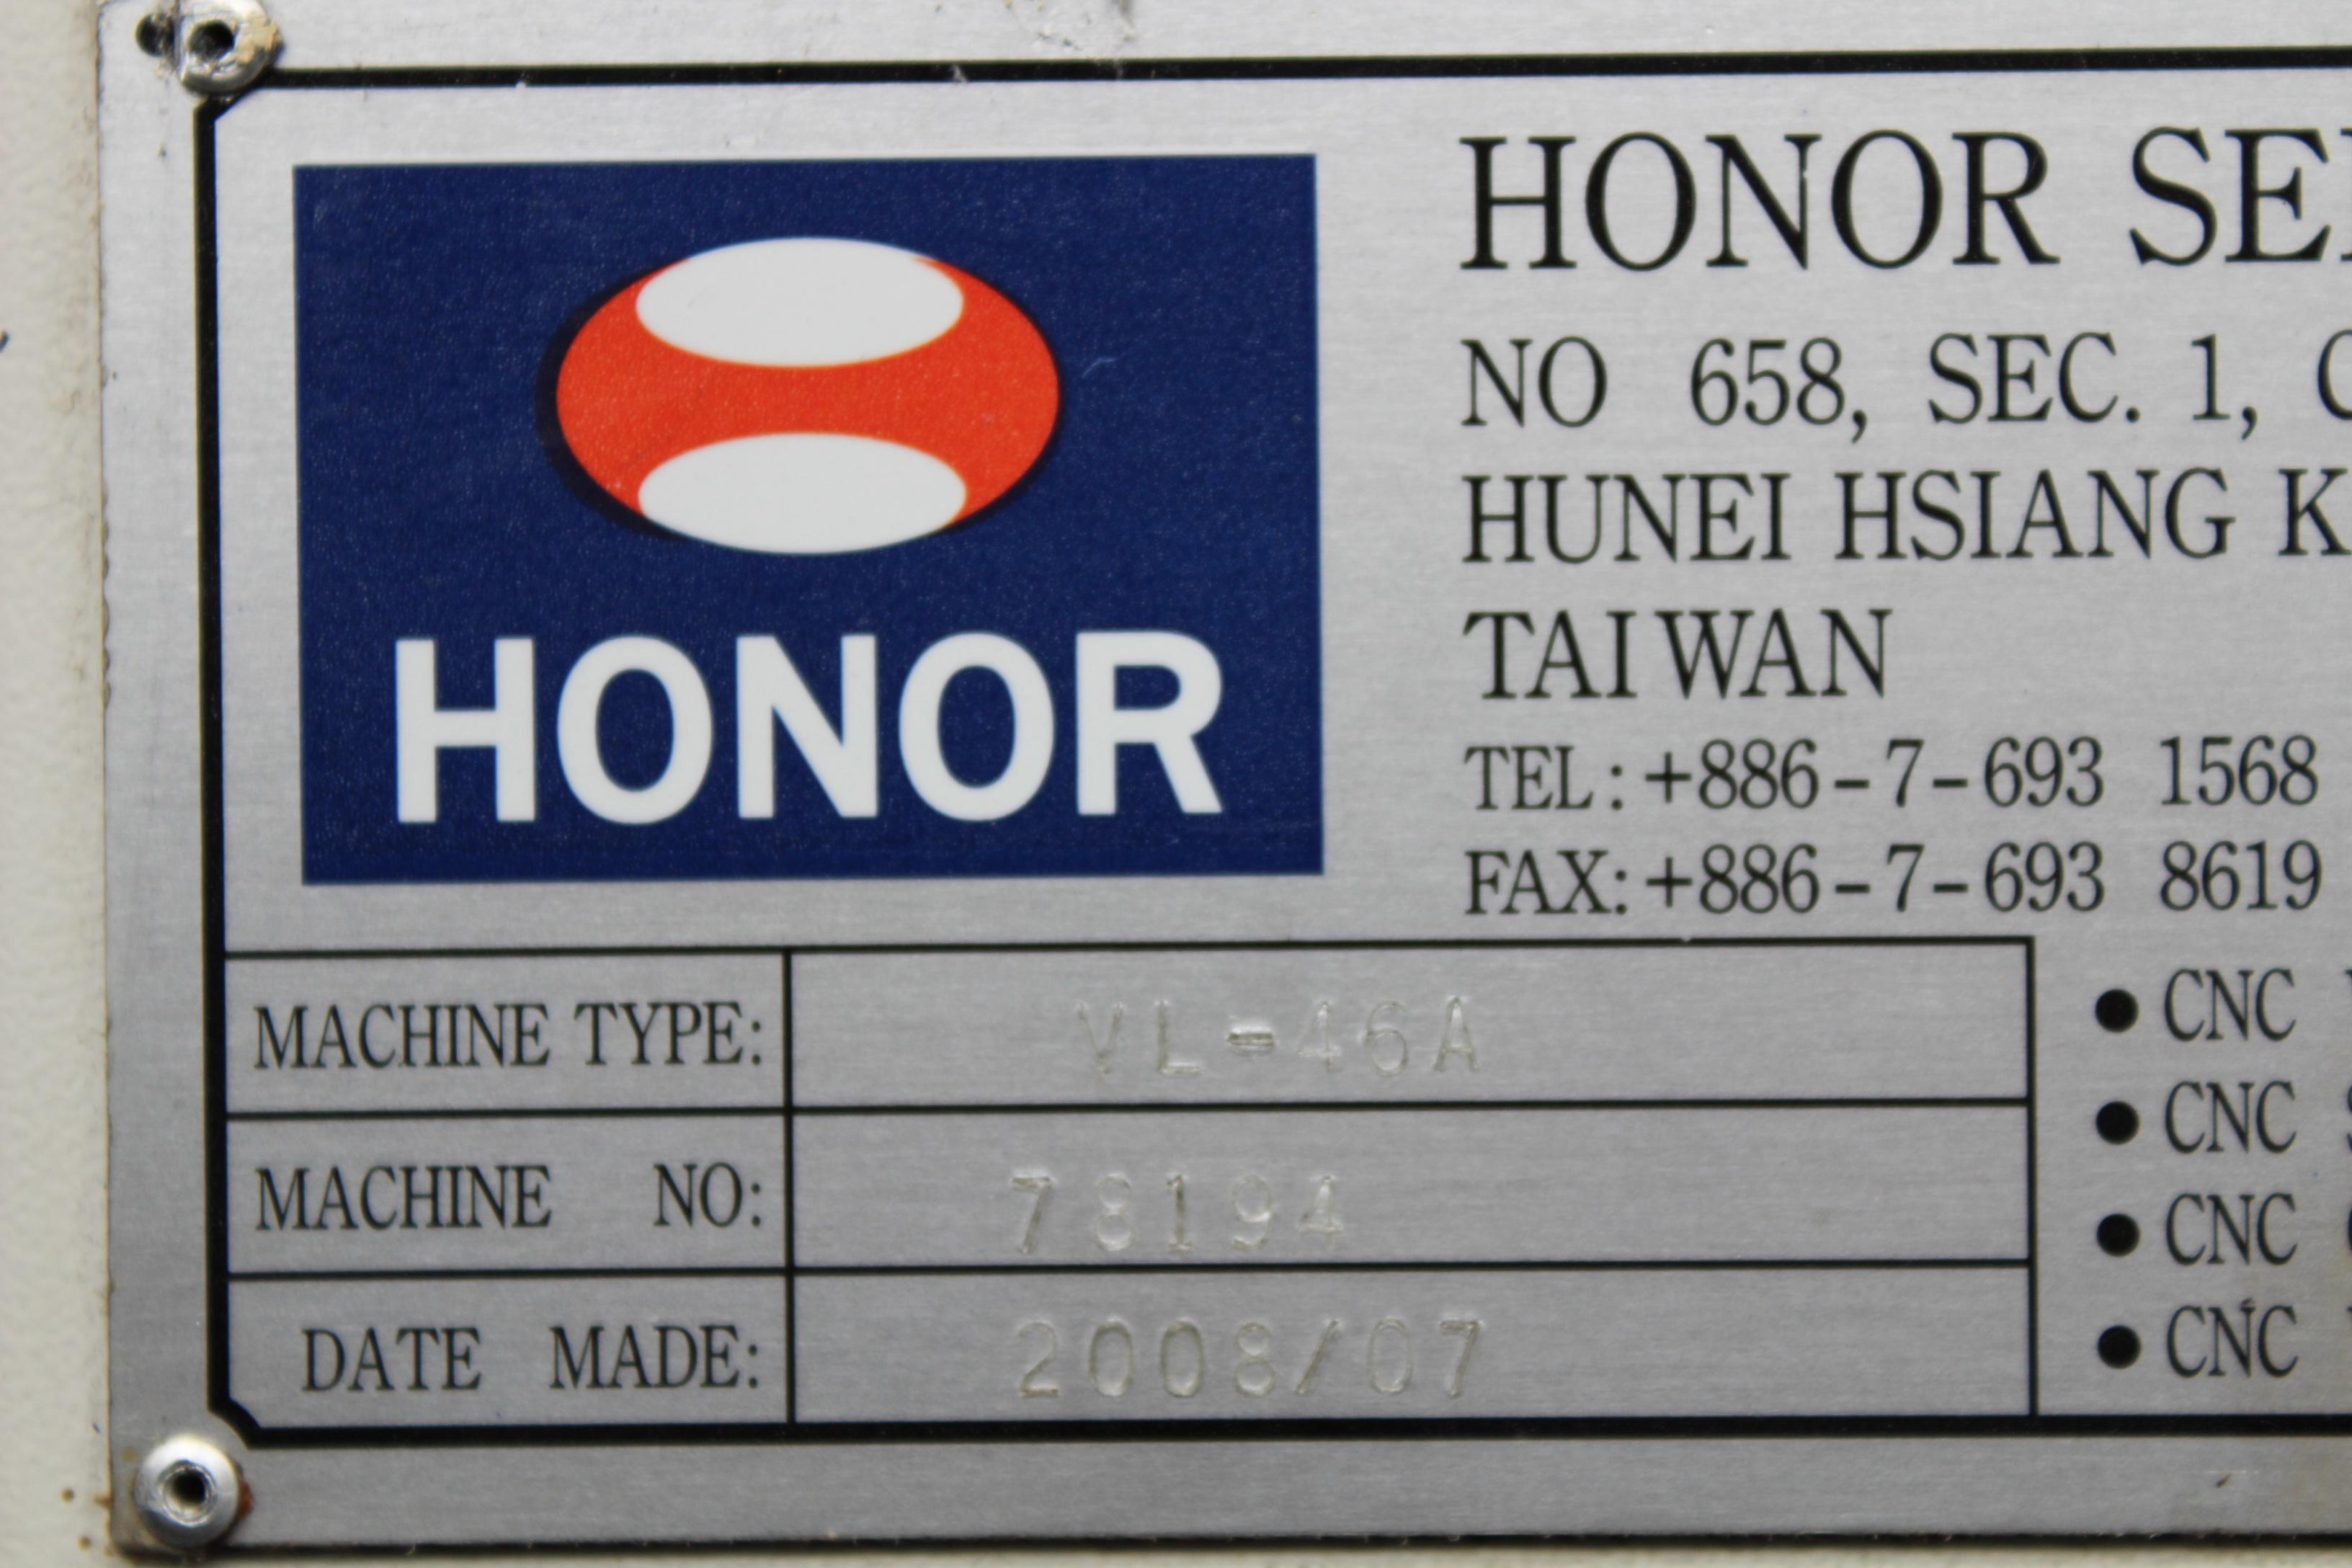 HONOR
HONOR SE
NO 658, SEC. 1,
HUNEI HSIANG K
TAIWAN
TEL: +886-7-693 1568
FAX: +886-7-693 8619
MACHINE TYPE: VL-46A
MACHINE NO: 78194
DATE MADE: 2008/07
• CNC
• CNC
• CNC
• CNC